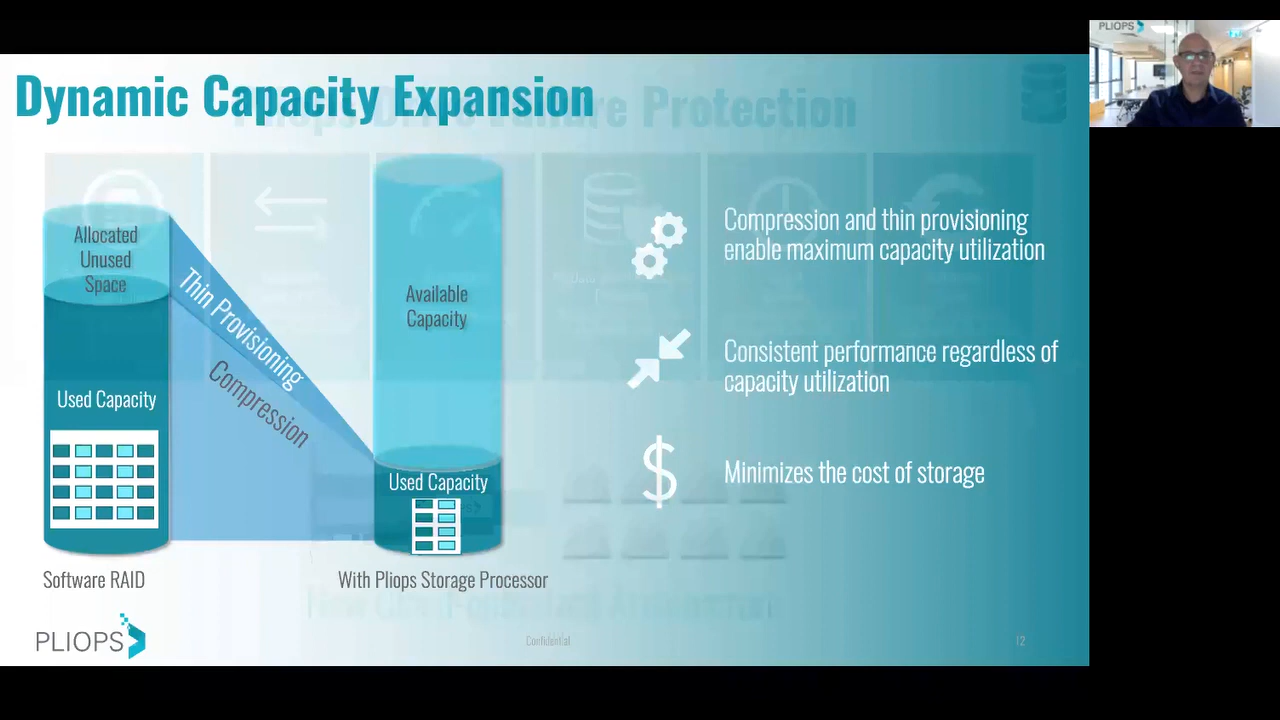 PLIOPS
Dynamic Capacity Expansion
Failure Protection
Allocated
Unused
Space
Thin Provisioning
Compression
Used Capacity
Available
Capacity
Used Capacity
Compression and thin provisioning
enable maximum capacity utilization
Consistent performance regardless of
capacity utilization
Minimizes the cost of storage
Software RAID
With Pliops Storage Processor
PLIOPS
Confidential
12